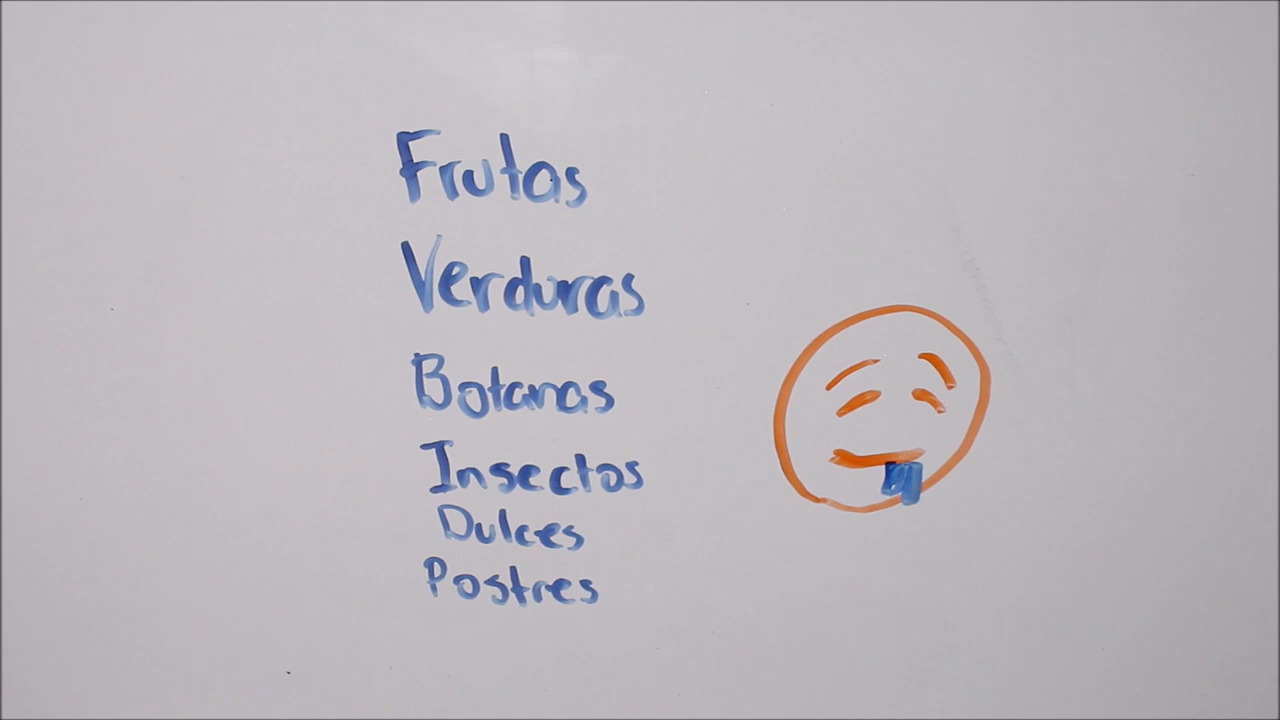 Frutas
Verduras
Botanas
Insectos
Dulces
Postres